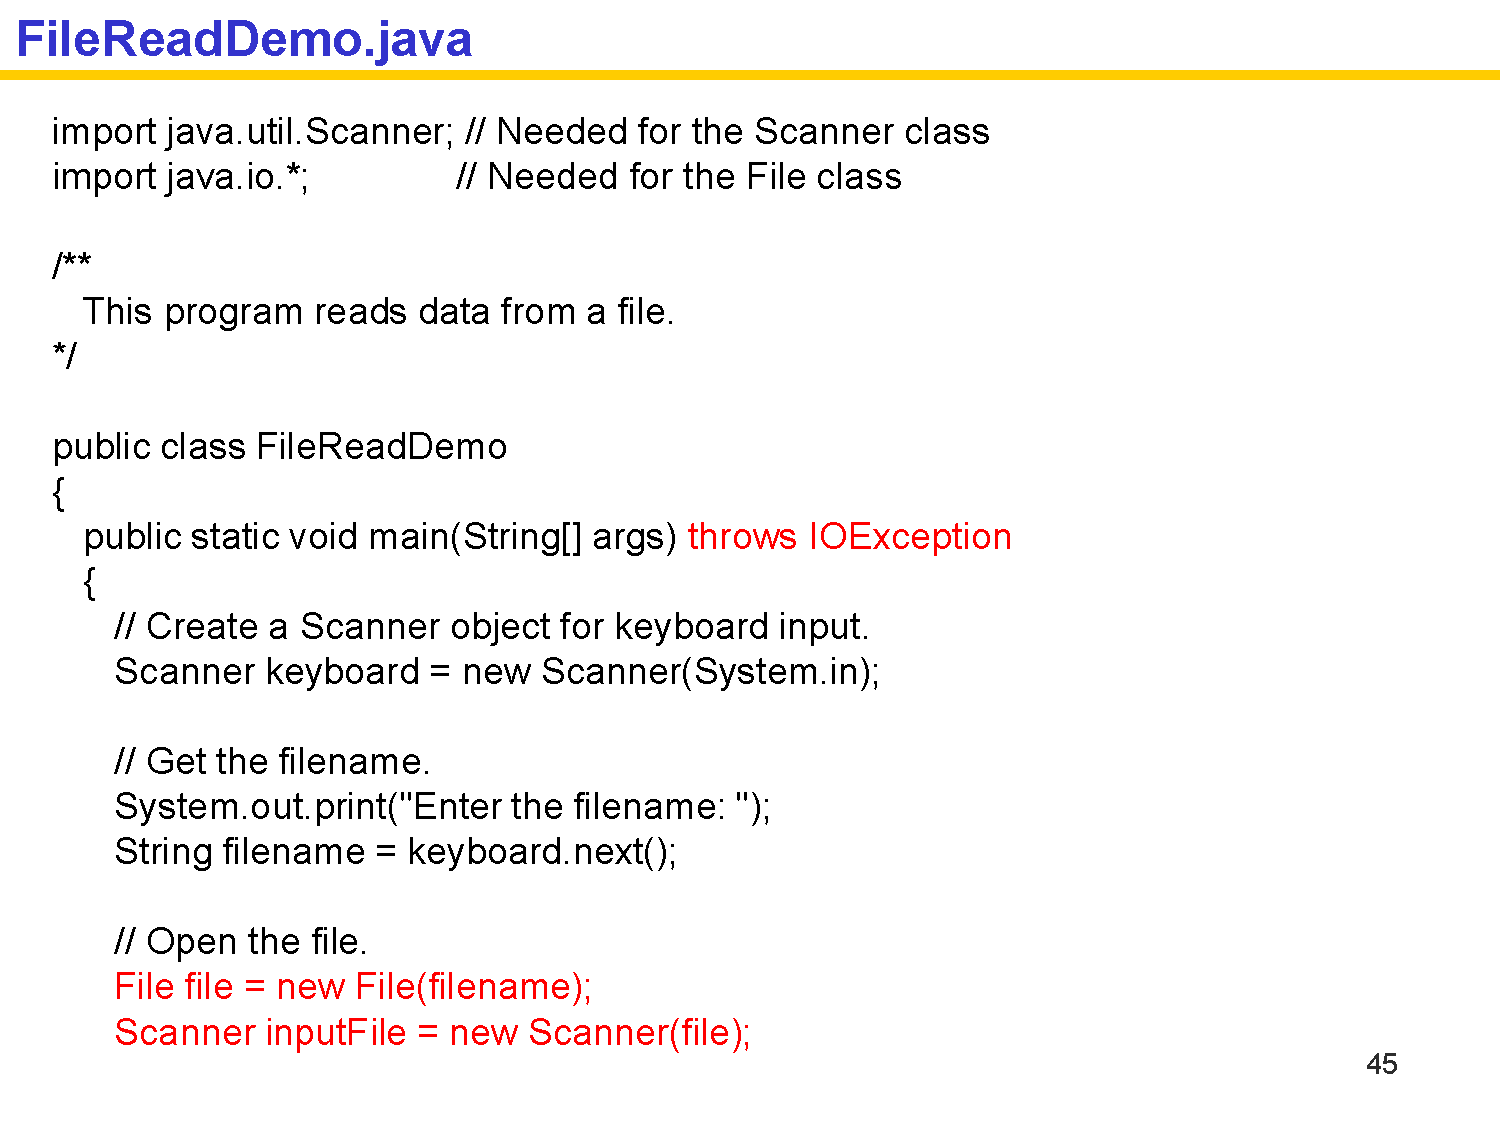 FileReadDemo.java
import java.util.Scanner; // Needed for the Scanner class
import java.io.*; // Needed for the File class
/**
This program reads data from a file.
*/
public class FileReadDemo
{
public static void main(String[] args) throws IOException
{
// Create a Scanner object for keyboard input.
Scanner keyboard = new Scanner(System.in);
// Get the filename.
System.out.print("Enter the filename: ");
String filename = keyboard.next();
// Open the file.
File file = new File(filename);
Scanner inputFile = new Scanner(file);
45